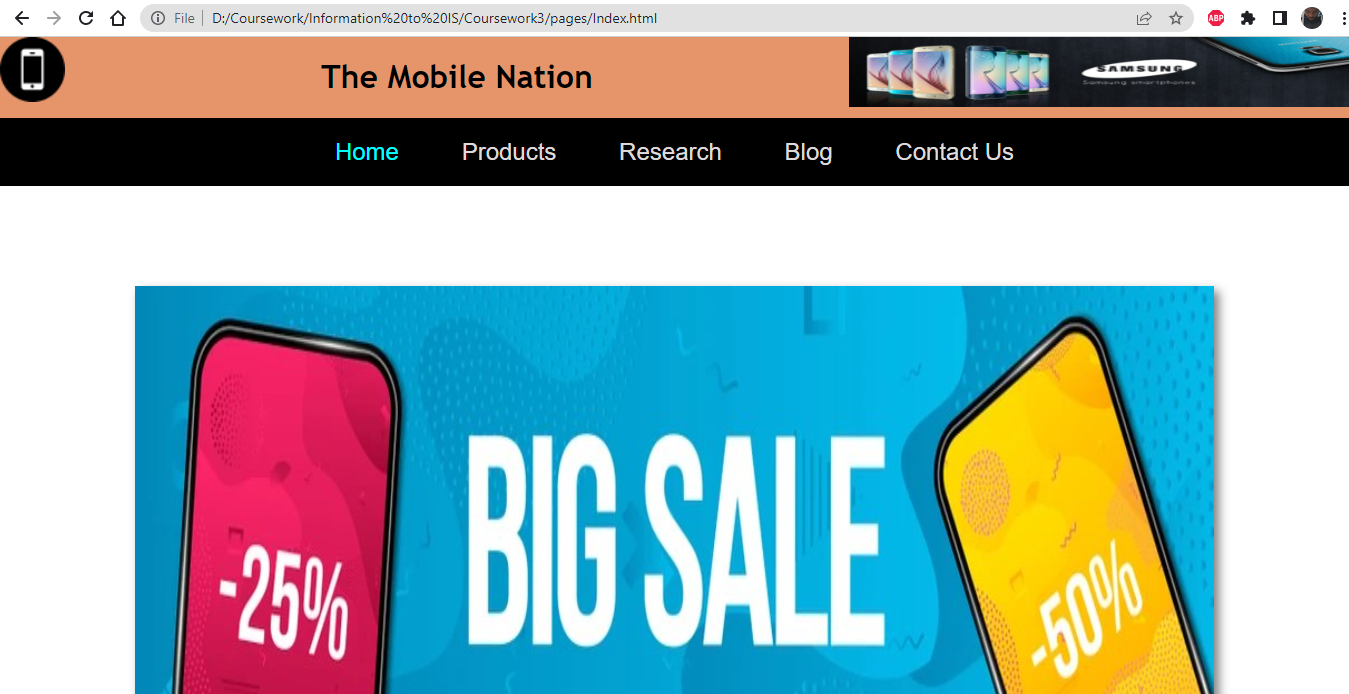 File D:/Coursework/Information%20to%20IS/Coursework3/pages/Index.html
ABP
The Mobile Nation
SAMSUNG
Samsung smartphones
Home Products Research Blog Contact Us
BIG SALE
-25%
-50%